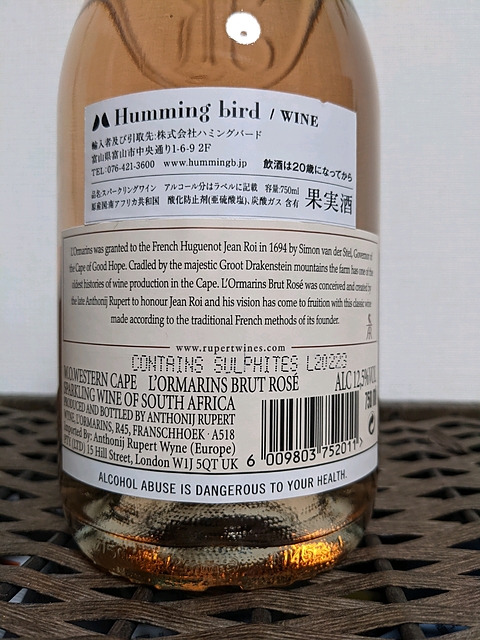 Humming bird / WINE
輸入者及び引取先:株式会社ハミングバード
富山県富山市中央通り1-6-9 2F
TEL:076-421-3600 www.hummingb.jp 飲酒は20歳になってから
品名:スパークリングワイン アルコール分はラベルに記載 容量:750ml
原産国:南アフリカ共和国 酸化防止剤(亜硫酸塩)、炭酸ガス 含有 果実酒
L'Ormarins was granted to the French Huguenot Jean Roi in 1694 by Simon van der Stel, Governor of
the Cape of Good Hope. Cradled by the majestic Groot Drakenstein mountains the farm has one of the
oldest histories of wine production in the Cape. L'Ormarins Brut Rosé was conceived and created by
the late Anthonij Rupert to honour Jean Roi and his vision has come to fruition with this classic wine
made according to the traditional French methods of its founder.
www.rupertwines.com
CONTAINS SULPHITES L20223
W.O. WESTERN CAPE L'ORMARINS BRUT ROSÉ ALC 12,5% VOL
SPARKLING WINE OF SOUTH AFRICA
PRODUCED AND BOTTLED BY ANTHONIJ RUPERT
WYNE, L'ORMARINS, R45, FRANSCHHOEK · A518
Imported By: Anthonij Rupert Wyne (Europe)
PTY (LTD) 15 Hill Street, London W1J 5QT UK
750
6 009803 752011
ALCOHOL ABUSE IS DANGEROUS TO YOUR HEALTH.